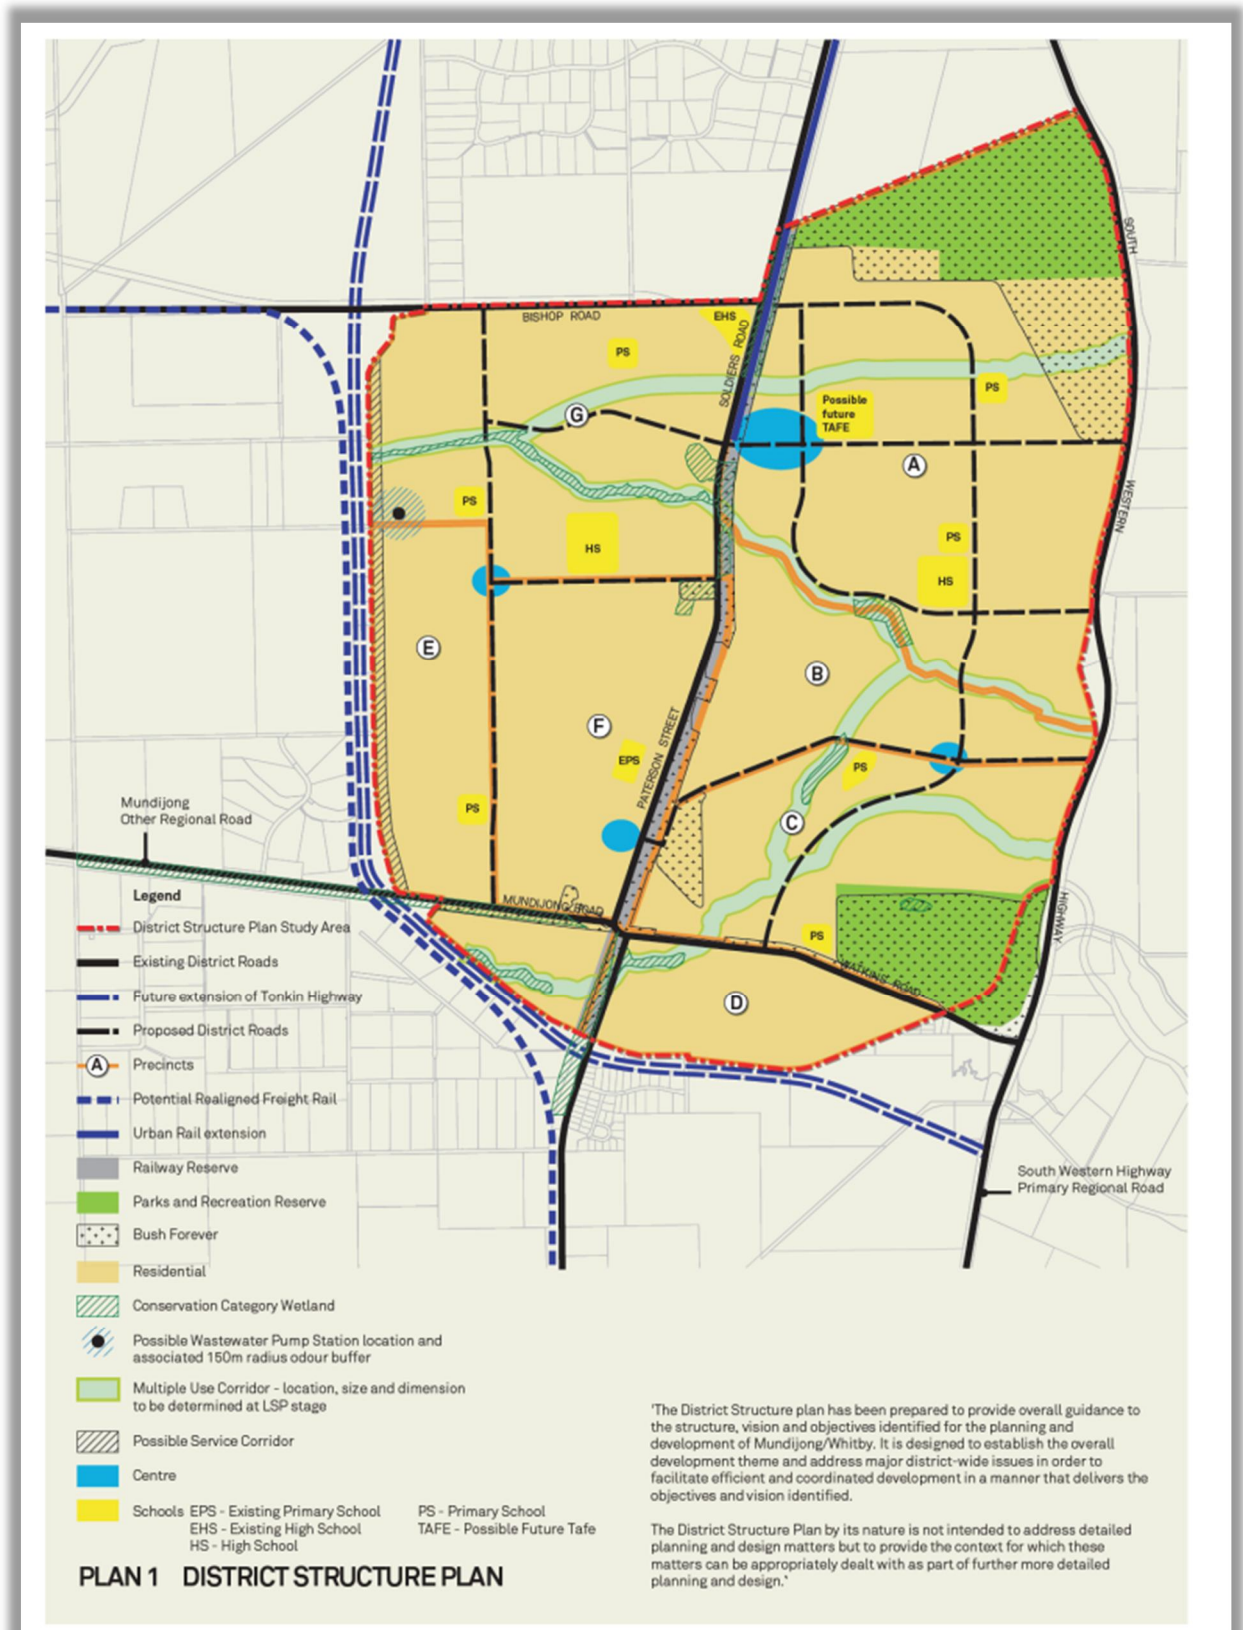 SOUTH
BISHOP ROAD
EHS
PS
SOLDIERS ROAD
PS
Possible
future
TAFE
G
A
WESTERN
PS
HS
PS
HS
E
B
F
PATERSON STREET
EPS
PS
PS
C
Mundijong
Other Regional Road
MUNDIJONG ROAD
HIGHWAY
PS
WATKINS ROAD
D
South Western Highway
Primary Regional Road
Legend
District Structure Plan Study Area
Existing District Roads
Future extension of Tonkin Highway
Proposed District Roads
A Precincts
Potential Realigned Freight Rail
Urban Rail extension
Railway Reserve
Parks and Recreation Reserve
Bush Forever
Residential
Conservation Category Wetland
Possible Wastewater Pump Station location and
associated 150m radius odour buffer
Multiple Use Corridor - location, size and dimension
to be determined at LSP stage
Possible Service Corridor
Centre
Schools EPS - Existing Primary School PS - Primary School
EHS - Existing High School TAFE - Possible Future Tafe
HS - High School
PLAN 1 DISTRICT STRUCTURE PLAN
'The District Structure plan has been prepared to provide overall guidance to
the structure, vision and objectives identified for the planning and
development of Mundijong/Whitby. It is designed to establish the overall
development theme and address major district-wide issues in order to
facilitate efficient and coordinated development in a manner that delivers the
objectives and vision identified.
The District Structure Plan by its nature is not intended to address detailed
planning and design matters but to provide the context for which these
matters can be appropriately dealt with as part of further more detailed
planning and design.'